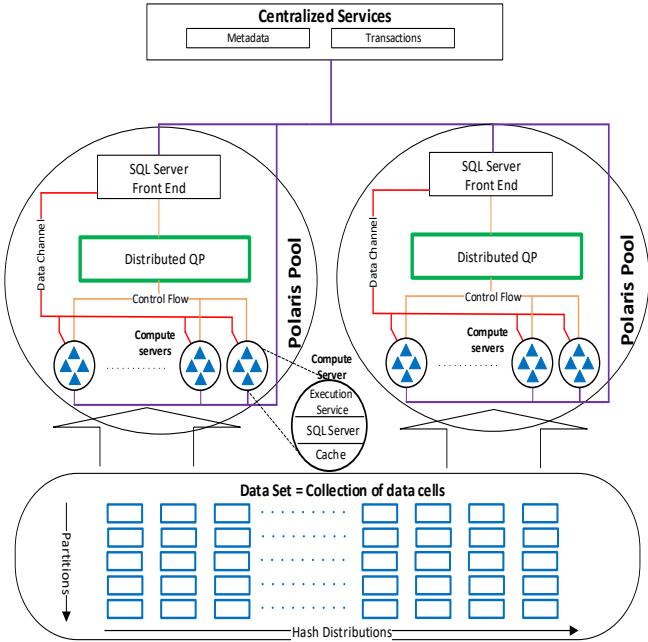 Centralized Services
Metadata
Transactions
SQL Server
Front End
Data Channel
Distributed QP
Control Flow
Compute
servers
Polaris Pool
SQL Server
Front End
Data Channel
Distributed QP
Control Flow
Compute
servers
Polaris Pool
Compute
Server
Execution
Service
SQL Server
Cache
Data Set = Collection of data cells
Partitions
Hash Distributions